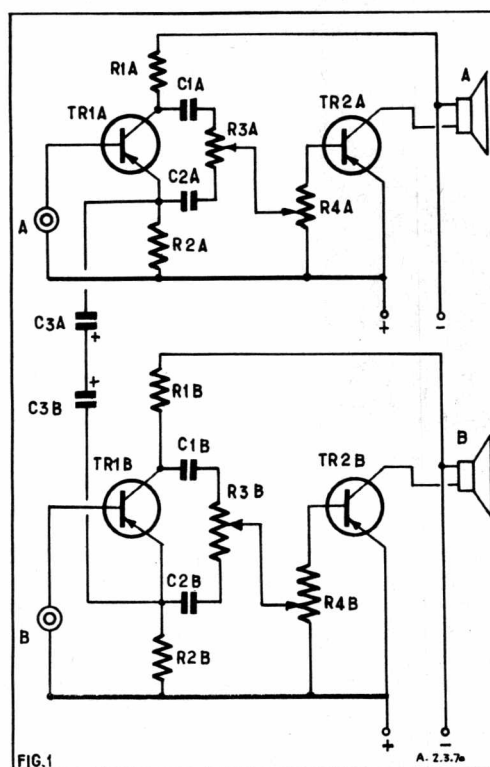 R1A
C1A
A
TR1A
TR2A
R3A
C2A
R4A
A
R2A
+
-
C3A
+
+
R1B
C3B
C1B
B
TR1B
TR2B
R3B
C2B
R4B
B
R2B
+
-
FIG.1
A. 2.3.7a